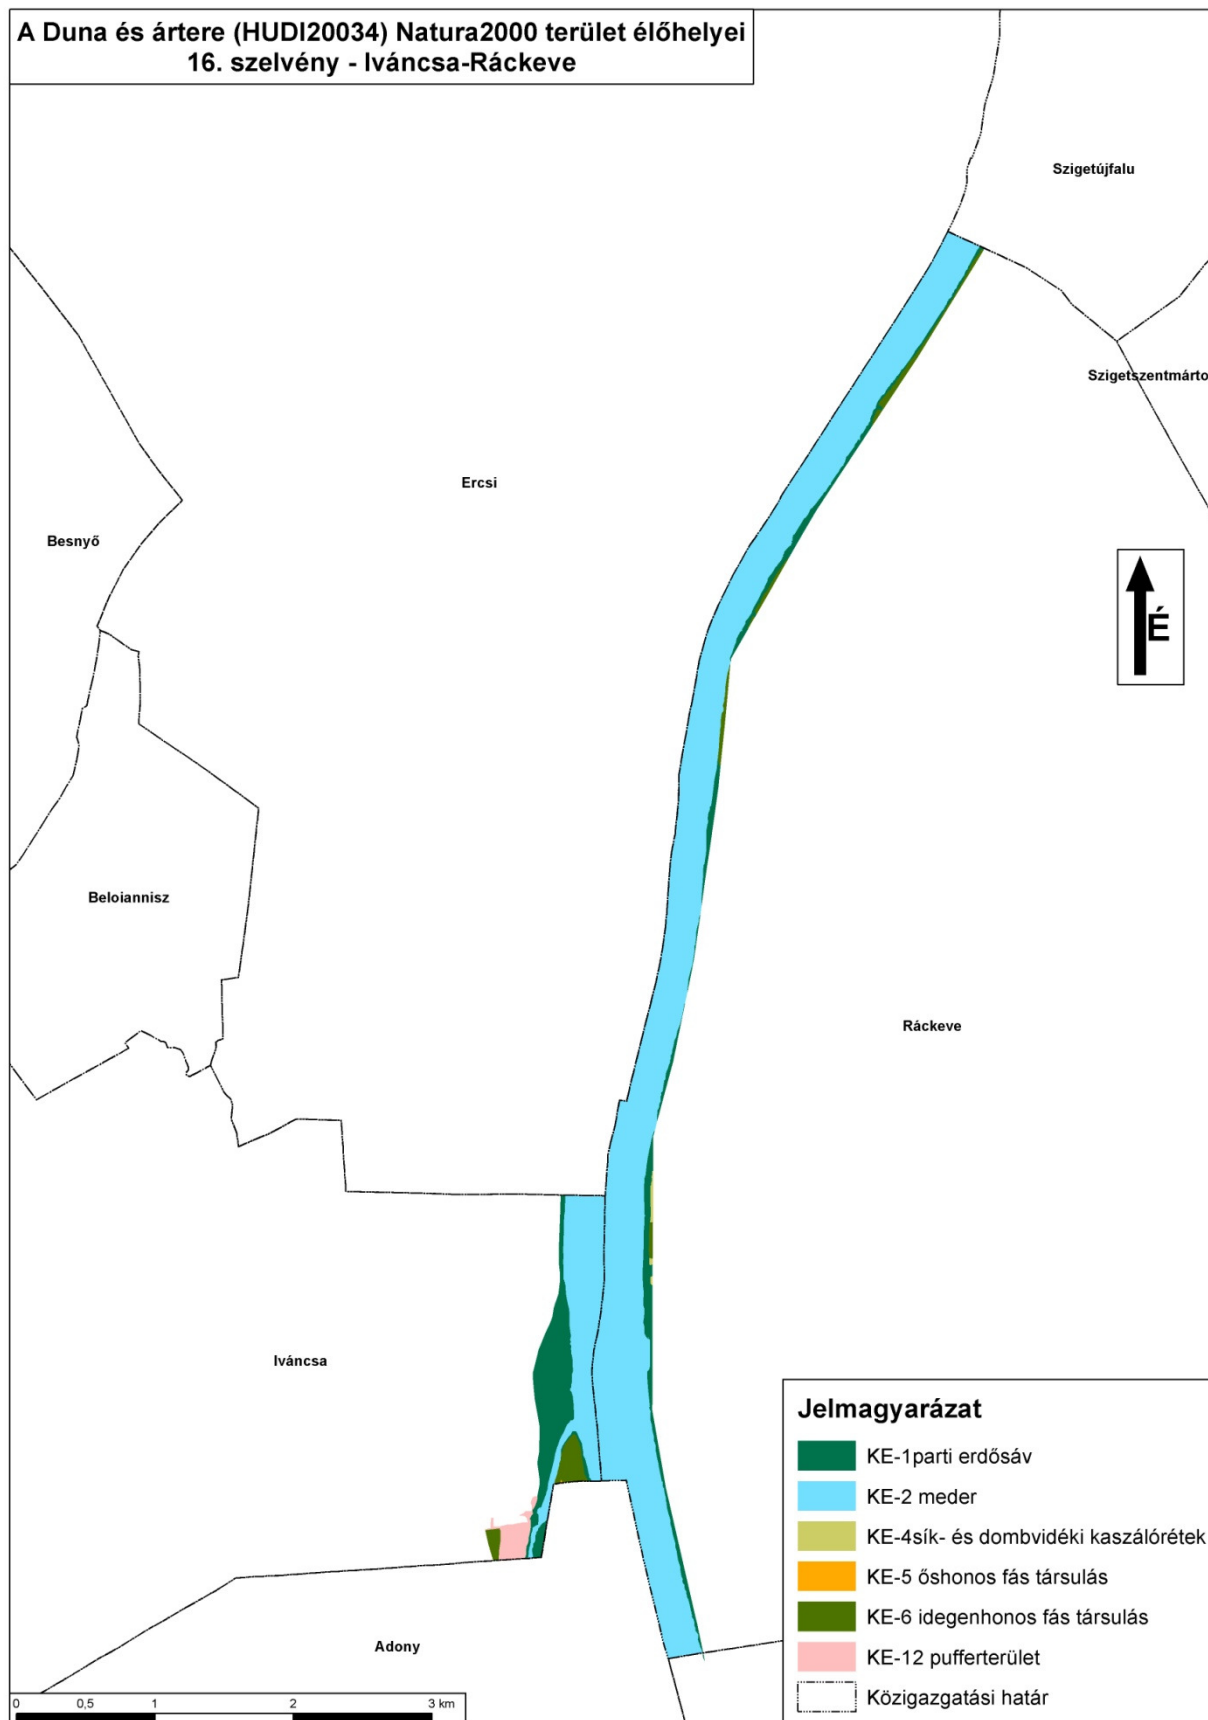 A Duna és ártere (HUDI20034) Natura2000 terület élőhelyei
16. szelvény - Iváncsa-Ráckeve
Szigetújfalu
Szigetszentmárto
Ercsi
Besnyő
É
Beloiannisz
Ráckeve
Iváncsa
Adony
Jelmagyarázat
KE-1parti erdősáv
KE-2 meder
KE-4sík- és dombvidéki kaszálórétek
KE-5 őshonos fás társulás
KE-6 idegenhonos fás társulás
KE-12 pufferterület
Közigazgatási határ
0 0,5 1 2 3 km